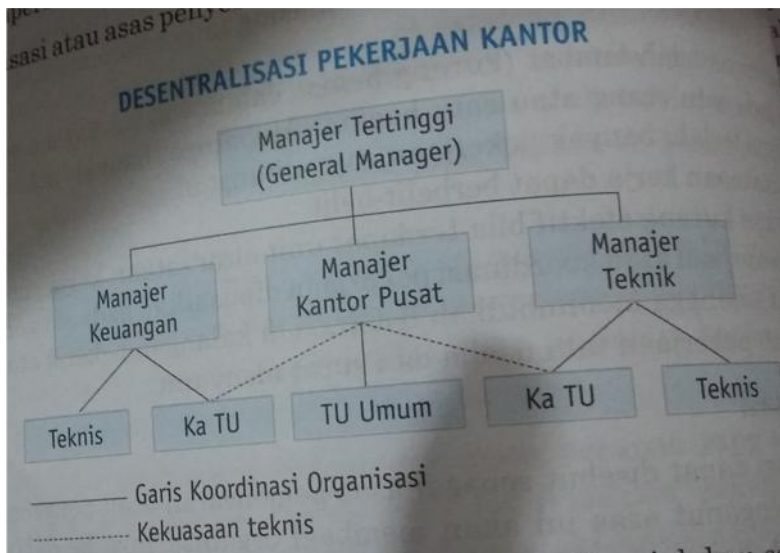 sasi atau asas
DESENTRALISASI PEKERJAAN KANTOR
Manajer Tertinggi
(General Manager)
Manajer
Keuangan
Manajer
Kantor Pusat
Manajer
Teknik
Teknis
Ka TU
TU Umum
Ka TU
Teknis
Garis Koordinasi Organisasi
Kekuasaan teknis